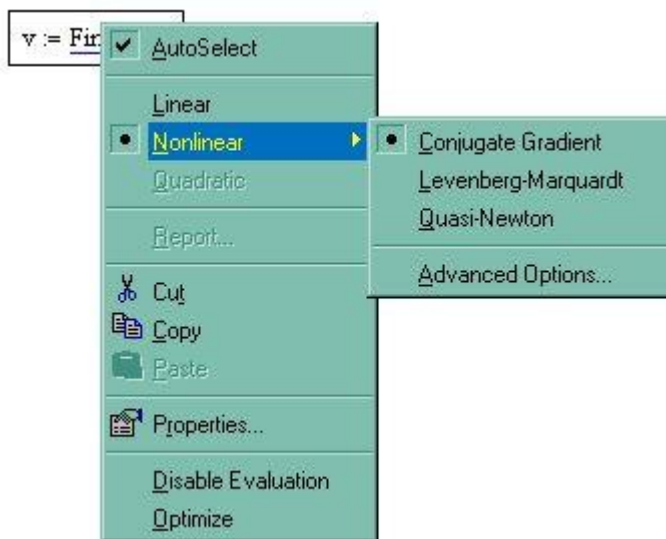 v := Fin
AutoSelect
Linear
Nonlinear
Quadratic
Report...
Cut
Copy
Paste
Properties...
Disable Evaluation
Optimize
Conjugate Gradient
Levenberg-Marquardt
Quasi-Newton
Advanced Options...